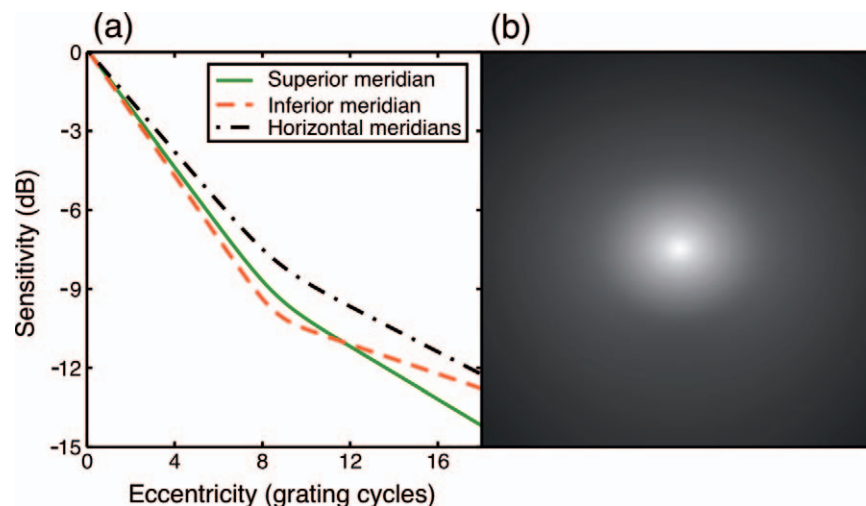 (a)
(b)
Sensitivity (dB)
0
-3
-6
-9
-12
-15
Superior meridian
Inferior meridian
Horizontal meridians
0 4 8 12 16
Eccentricity (grating cycles)